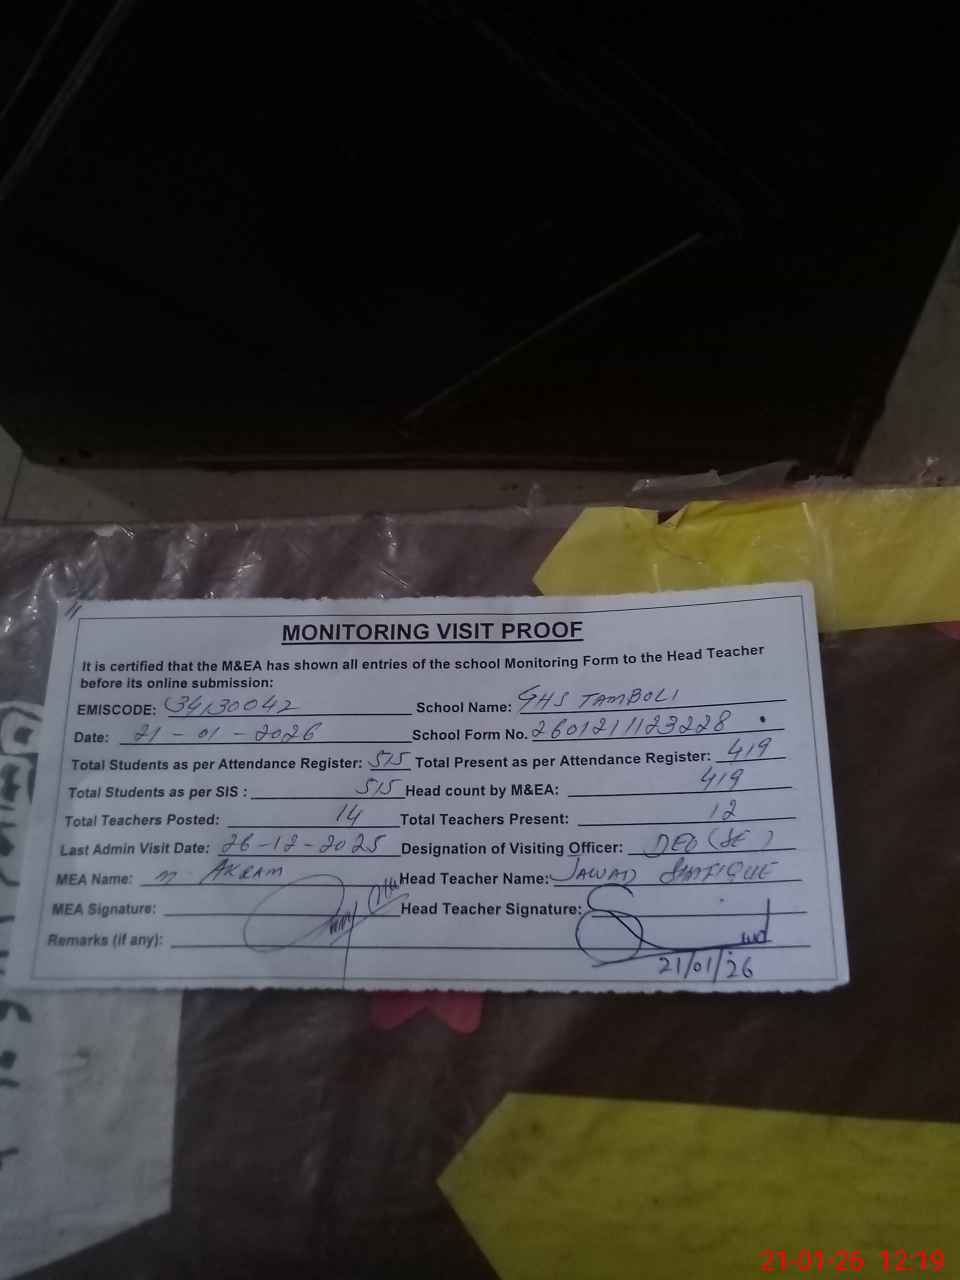 MONITORING VISIT PROOF
It is certified that the M&EA has shown all entries of the school Monitoring Form to the Head Teacher
before its online submission:
EMISCODE: 34130042 School Name: GHS TAMBOLI
Date: 21-01-2026 School Form No. 2601211123228
Total Students as per Attendance Register: 515 Total Present as per Attendance Register: 419
Total Students as per SIS : 515 Head count by M&EA: 419
Total Teachers Posted: 14 Total Teachers Present: 12
Last Admin Visit Date: 26-12-2025 Designation of Visiting Officer: DEO (SE)
MEA Name: M. AKRAM Head Teacher Name: JAWAD SHAFIQUE
MEA Signature: Head Teacher Signature:
Remarks (if any):
21/01/26
21-01-26 12:19